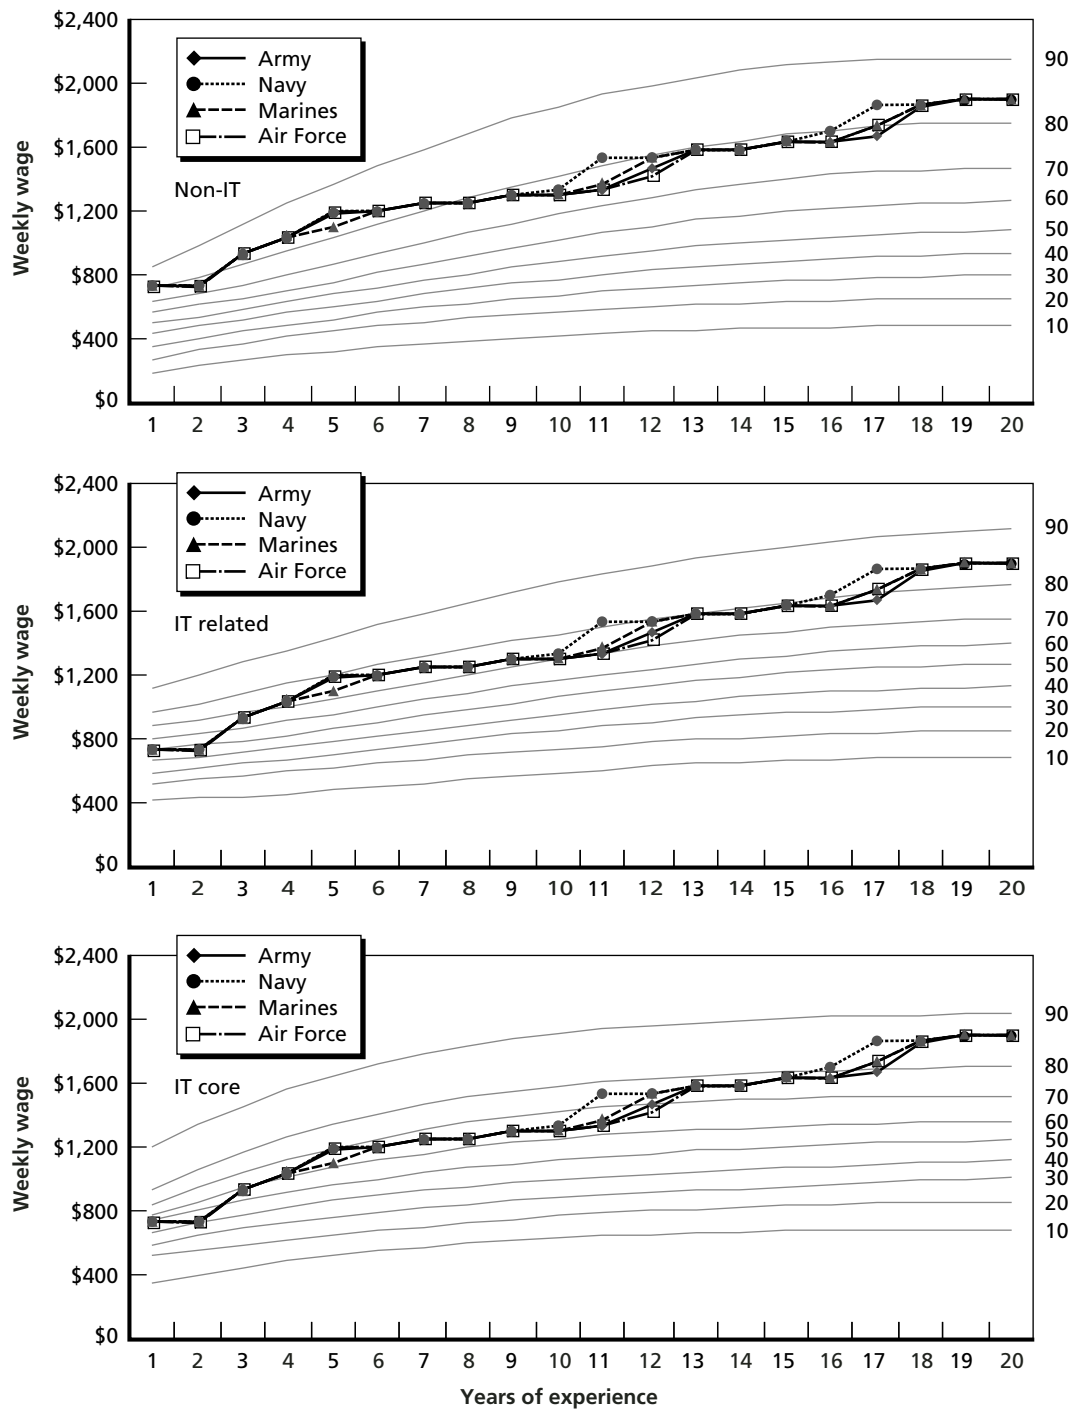 $2,400
$2,000
$1,600
$1,200
$800
$400
$0
Weekly wage
Army
Navy
Marines
Air Force
Non-IT
90
80
70
60
50
40
30
20
10
1 2 3 4 5 6 7 8 9 10 11 12 13 14 15 16 17 18 19 20
$2,400
$2,000
$1,600
$1,200
$800
$400
$0
Weekly wage
Army
Navy
Marines
Air Force
IT related
90
80
70
60
50
40
30
20
10
1 2 3 4 5 6 7 8 9 10 11 12 13 14 15 16 17 18 19 20
$2,400
$2,000
$1,600
$1,200
$800
$400
$0
Weekly wage
Army
Navy
Marines
Air Force
IT core
90
80
70
60
50
40
30
20
10
1 2 3 4 5 6 7 8 9 10 11 12 13 14 15 16 17 18 19 20
Years of experience